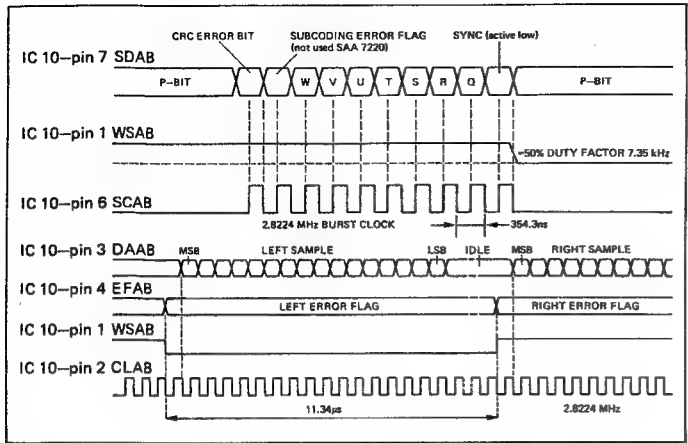 CRC ERROR BIT
SUBCODING ERROR FLAG
(not used SAA 7220)
SYNC (active low)
IC 10—pin 7 SDAB
P—BIT W V U T S R Q P—BIT
IC 10—pin 1 WSAB
≈50% DUTY FACTOR 7.35 kHz
IC 10—pin 6 SCAB
2.8224 MHz BURST CLOCK 354.3ns
IC 10—pin 3 DAAB
MSB LEFT SAMPLE LSB IDLE MSB RIGHT SAMPLE
IC 10—pin 4 EFAB
LEFT ERROR FLAG RIGHT ERROR FLAG
IC 10—pin 1 WSAB
IC 10—pin 2 CLAB
11.34μs 2.8224 MHz